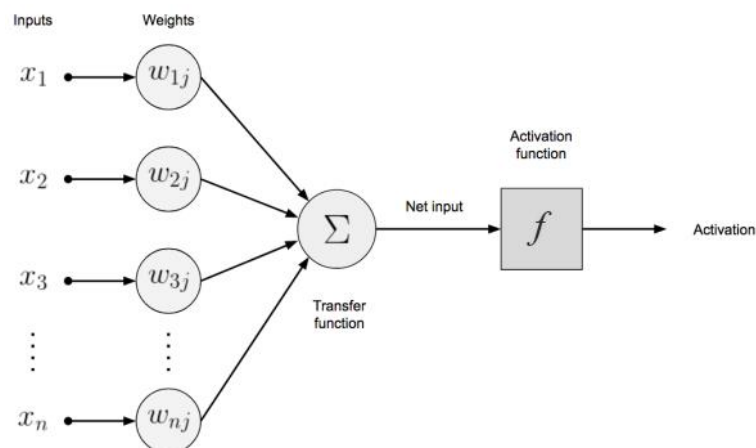 Inputs
Weights
x₁
w₁ⱼ
x₂
w₂ⱼ
x₃
w₃ⱼ
xₙ
wₙⱼ
Σ
Transfer
function
Net input
Activation
function
f
Activation